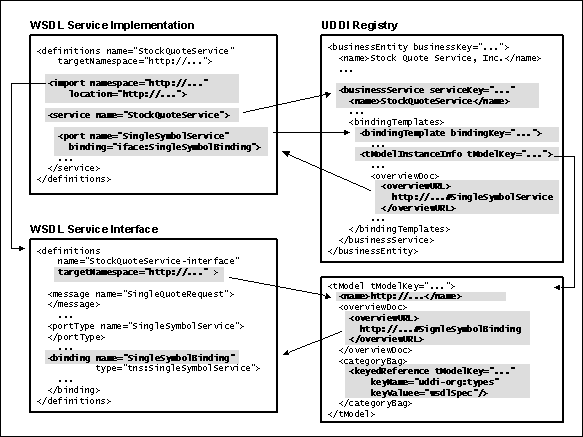 WSDL Service Implementation
<definitions name="StockQuoteService"
targetNamespace="http://...">
<import namespace="http://..."
location="http://...">
<service name="StockQuoteService">
<port name="SingleSymbolService"
binding="iface:SingleSymbolBinding">
...
</service>
</definitions>
UDDI Registry
<businessEntity businessKey="...">
<name>Stock Quote Service, Inc.</name>
...
<businessService serviceKey="..."
<name>StockQuoteService</name>
...
<bindingTemplates>
<bindingTemplate bindingKey="...">
...
<tModelInstanceInfo tModelKey="...">
...
<overviewDoc>
<overviewURL>
http://...#SingleSymbolService
</overviewURL>
...
</bindingTemplates>
</businessService>
</businessEntity>
WSDL Service Interface
<definitions
name="StockQuoteService-interface"
targetNamespace="http://..." >
<message name="SingleQuoteRequest">
</message>
...
<portType name="SingleSymbolService">
</portType>
...
<binding name="SingleSymbolBinding"
type="tns:SingleSymbolService">
...
</binding>
</definitions>
<tModel tModelKey="...">
<name>http://...</name>
<overviewDoc>
<overviewURL>
http://...#SignleSymbolBinding
</overviewURL>
</overviewDoc>
<categoryBag>
<keyedReference tModelKey="..."
keyName="uddi-org:types"
keyValuee="wsdlSpec"/>
</categoryBag>
</tModel>